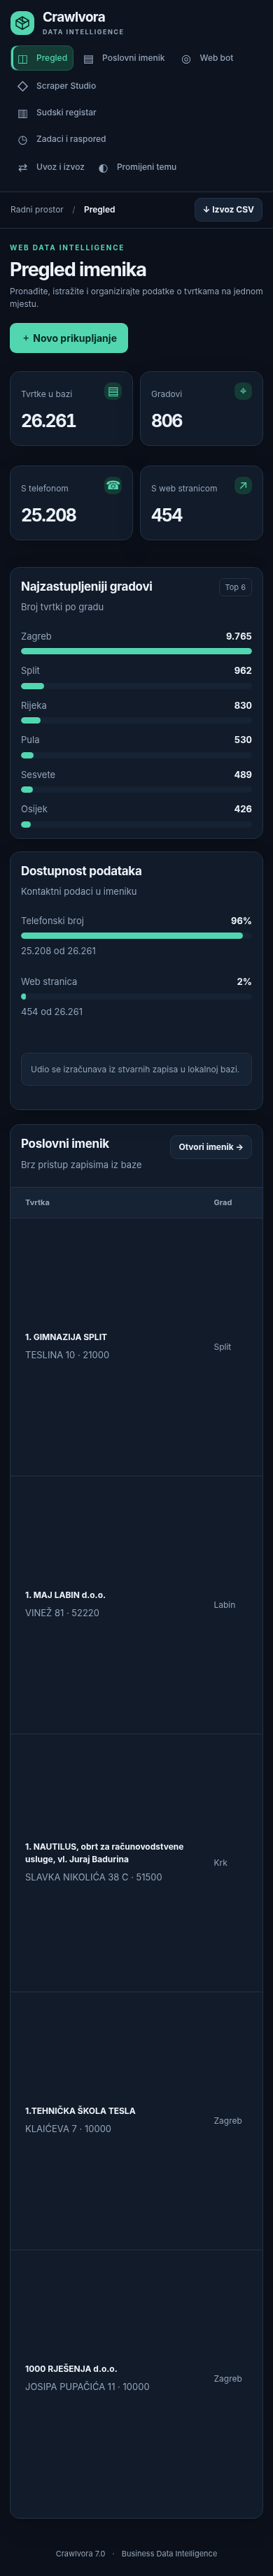 Crawlvora
DATA INTELLIGENCE
Pregled
Poslovni imenik
Web bot
Scraper Studio
Sudski registar
Zadaci i raspored
Uvoz i izvoz
Promijeni temu
Radni prostor / Pregled
↓ Izvoz CSV
WEB DATA INTELLIGENCE
Pregled imenika
Pronađite, istražite i organizirajte podatke o tvrtkama na jednom
mjestu.
+ Novo prikupljanje
Tvrtke u bazi
26.261
Gradovi
806
S telefonom
25.208
S web stranicom
454
Najzastupljeniji gradovi
Top 6
Broj tvrtki po gradu
Zagreb 9.765
Split 962
Rijeka 830
Pula 530
Sesvete 489
Osijek 426
Dostupnost podataka
Kontaktni podaci u imeniku
Telefonski broj 96%
25.208 od 26.261
Web stranica 2%
454 od 26.261
Udio se izračunava iz stvarnih zapisa u lokalnoj bazi.
Poslovni imenik
Otvori imenik →
Brz pristup zapisima iz baze
Tvrtka Grad
1. GIMNAZIJA SPLIT
TESLINA 10 · 21000
Split
1. MAJ LABIN d.o.o.
VINEŽ 81 · 52220
Labin
1. NAUTILUS, obrt za računovodstvene
usluge, vl. Juraj Badurina
SLAVKA NIKOLIĆA 38 C · 51500
Krk
1.TEHNIČKA ŠKOLA TESLA
KLAIĆEVA 7 · 10000
Zagreb
1000 RJEŠENJA d.o.o.
JOSIPA PUPAČIĆA 11 · 10000
Zagreb
Crawlvora 7.0 · Business Data Intelligence